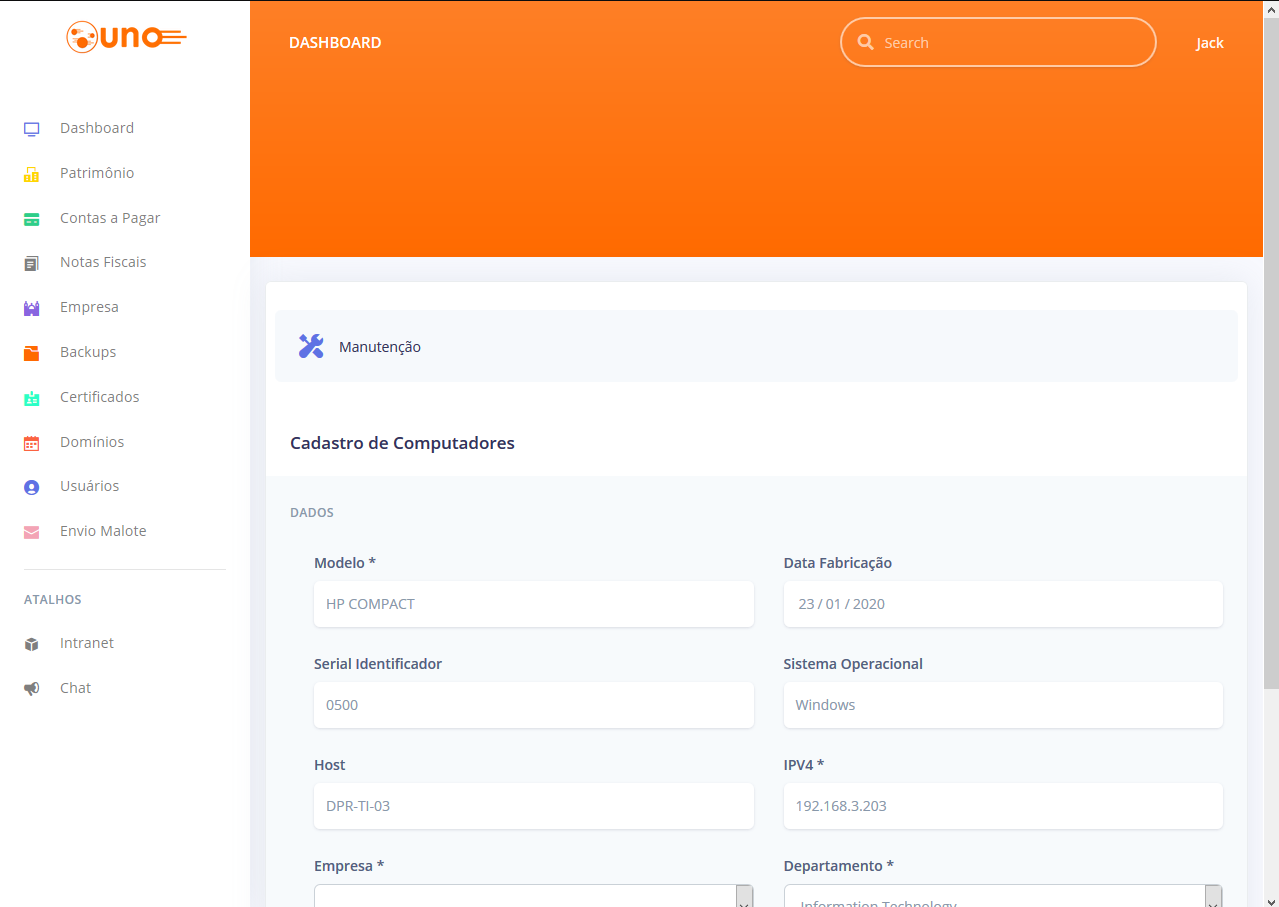 uno
DASHBOARD
Search
Jack
Dashboard
Patrimônio
Contas a Pagar
Notas Fiscais
Empresa
Backups
Certificados
Domínios
Usuários
Envio Malote
ATALHOS
Intranet
Chat
Manutenção
Cadastro de Computadores
DADOS
Modelo *
Data Fabricação
HP COMPACT
23 / 01 / 2020
Serial Identificador
Sistema Operacional
0500
Windows
Host
IPV4 *
DPR-TI-03
192.168.3.203
Empresa *
Departamento *
Information Technology